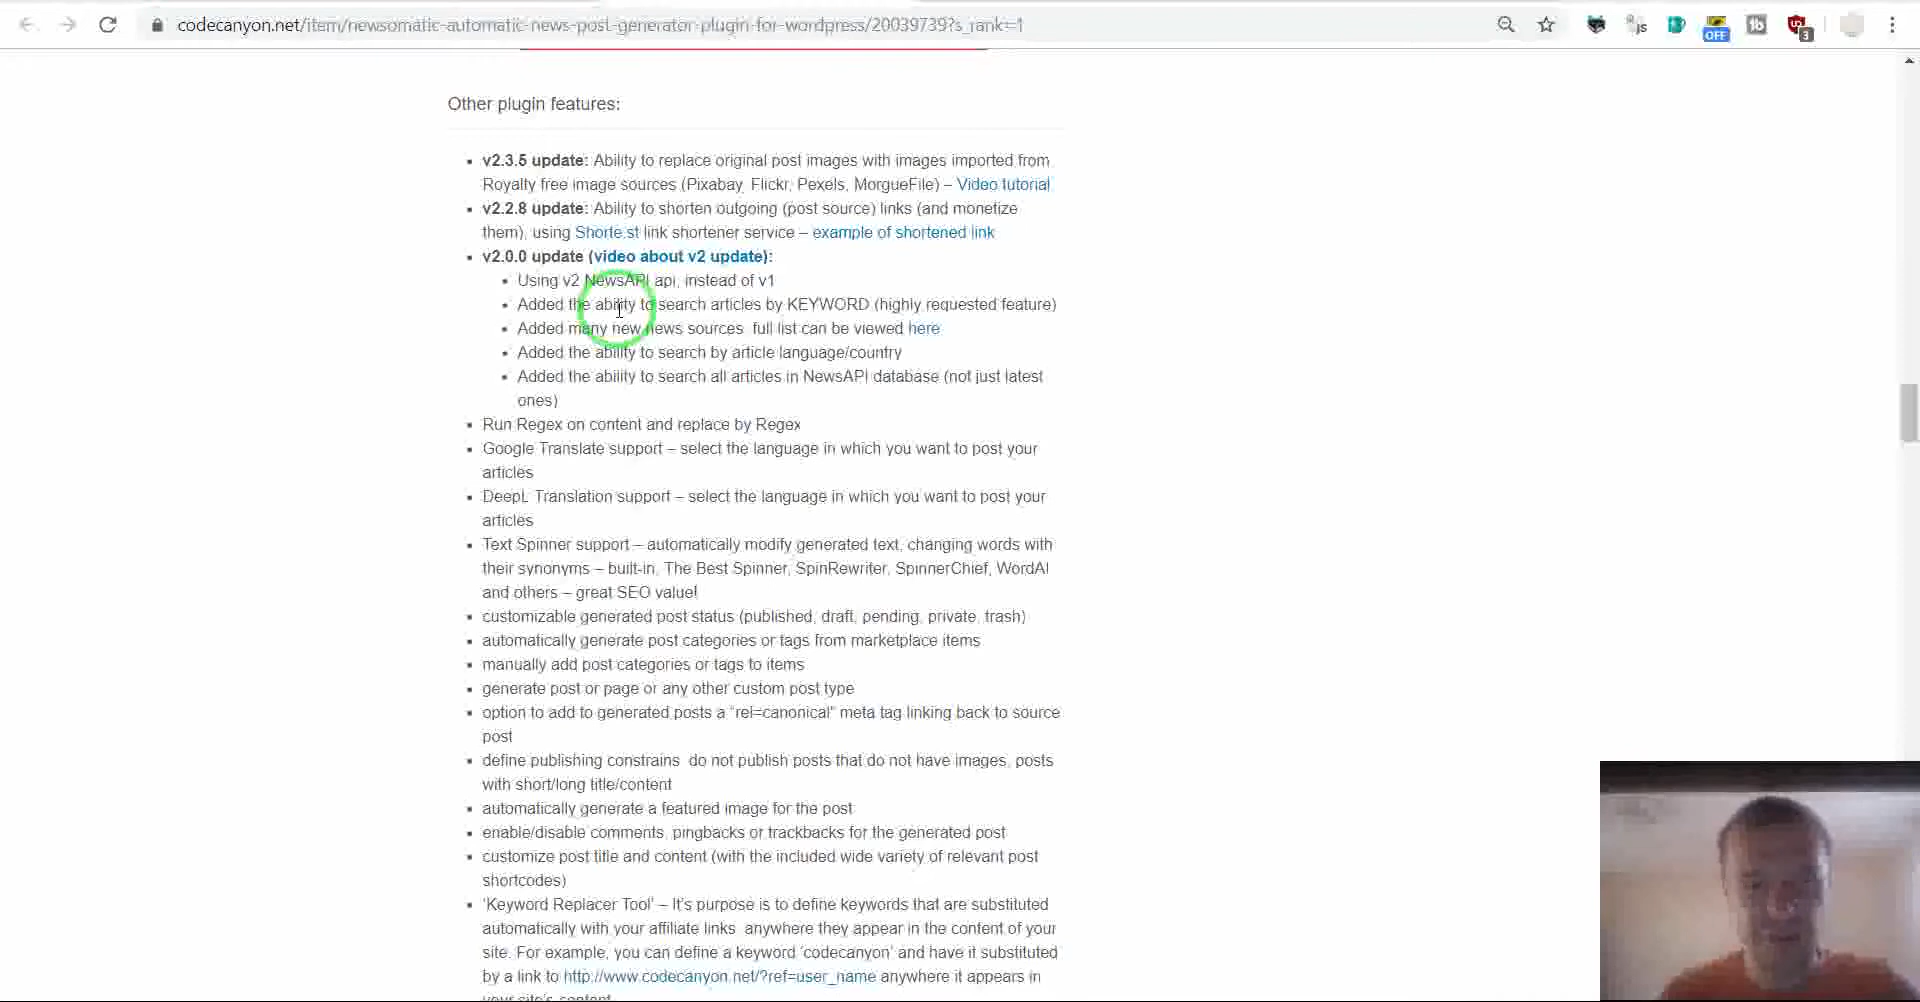 codecanyon.net/item/newsomatic-automatic-news-post-generator-plugin-for-wordpress/20039739?s_rank=1
js
OFF
tb
3
Other plugin features:
v2.3.5 update: Ability to replace original post images with images imported from
Royalty free image sources (Pixabay, Flickr, Pexels, MorgueFile) – Video tutorial
v2.2.8 update: Ability to shorten outgoing (post source) links (and monetize
them), using Shorte.st link shortener service – example of shortened link
v2.0.0 update (video about v2 update):
Using v2 NewsAPI api, instead of v1
Added the ability to search articles by KEYWORD (highly requested feature)
Added many new news sources full list can be viewed here
Added the ability to search by article language/country
Added the ability to search all articles in NewsAPI database (not just latest
ones)
Run Regex on content and replace by Regex
Google Translate support – select the language in which you want to post your
articles
DeepL Translation support – select the language in which you want to post your
articles
Text Spinner support – automatically modify generated text, changing words with
their synonyms – built-in, The Best Spinner, SpinRewriter, SpinnerChief, WordAI
and others – great SEO value!
customizable generated post status (published, draft, pending, private, trash)
automatically generate post categories or tags from marketplace items
manually add post categories or tags to items
generate post or page or any other custom post type
option to add to generated posts a "rel=canonical" meta tag linking back to source
post
define publishing constrains do not publish posts that do not have images, posts
with short/long title/content
automatically generate a featured image for the post
enable/disable comments, pingbacks or trackbacks for the generated post
customize post title and content (with the included wide variety of relevant post
shortcodes)
'Keyword Replacer Tool' – It's purpose is to define keywords that are substituted
automatically with your affiliate links anywhere they appear in the content of your
site. For example, you can define a keyword 'codecanyon' and have it substituted
by a link to http://www.codecanyon.net/?ref=user_name anywhere it appears in
your site's content